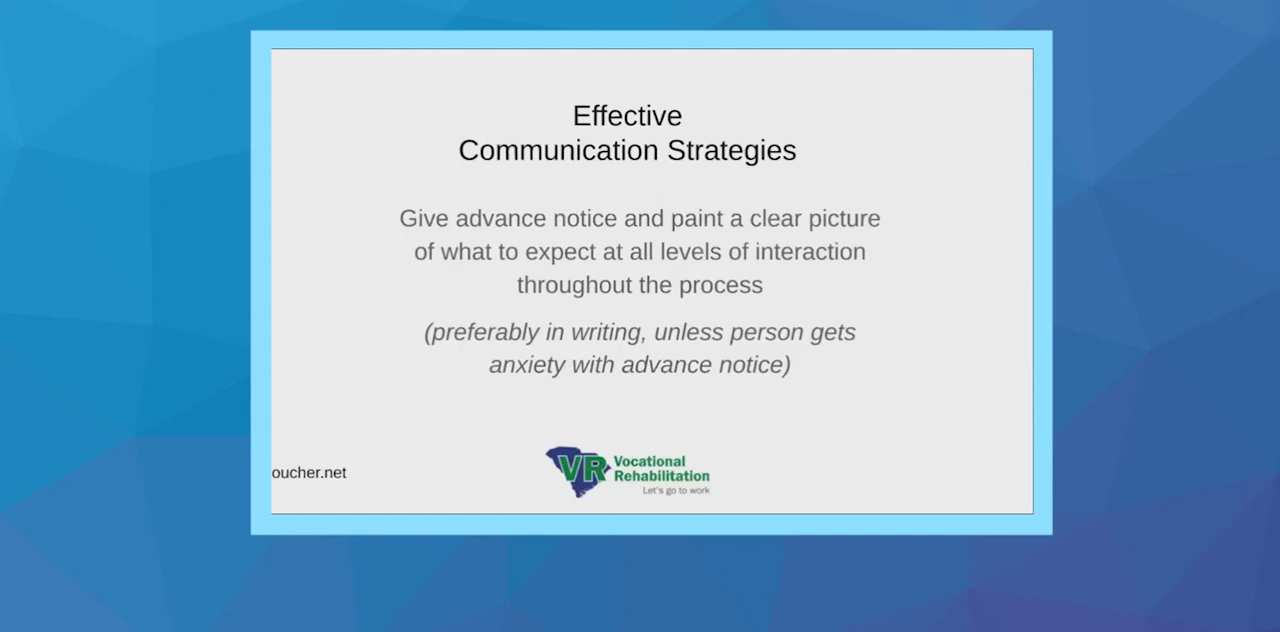 Effective
Communication Strategies
Give advance notice and paint a clear picture
of what to expect at all levels of interaction
throughout the process
(preferably in writing, unless person gets
anxiety with advance notice)
oucher.net
VR Vocational
Rehabilitation
Let's go to work